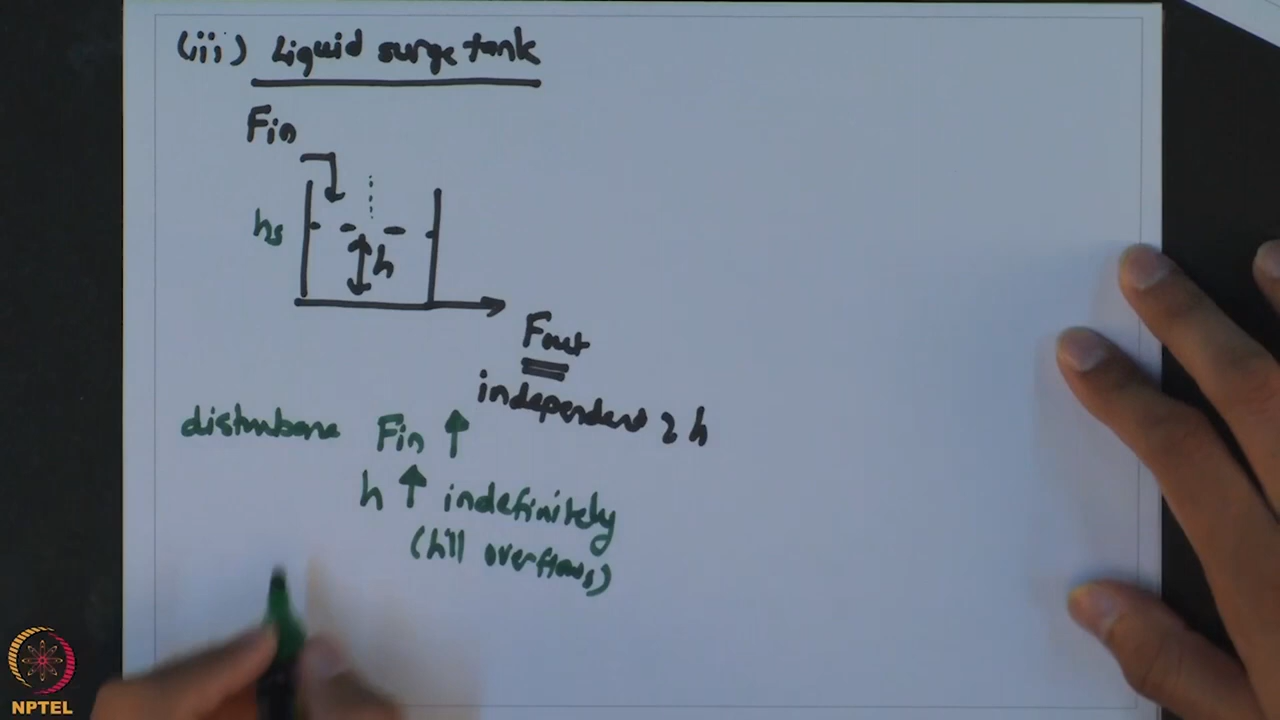 (iii) Liquid surge tank
Fin
hs
h
Fout
independent of h
disturbance Fin ↑
h ↑ indefinitely
(till overflows)
NPTEL